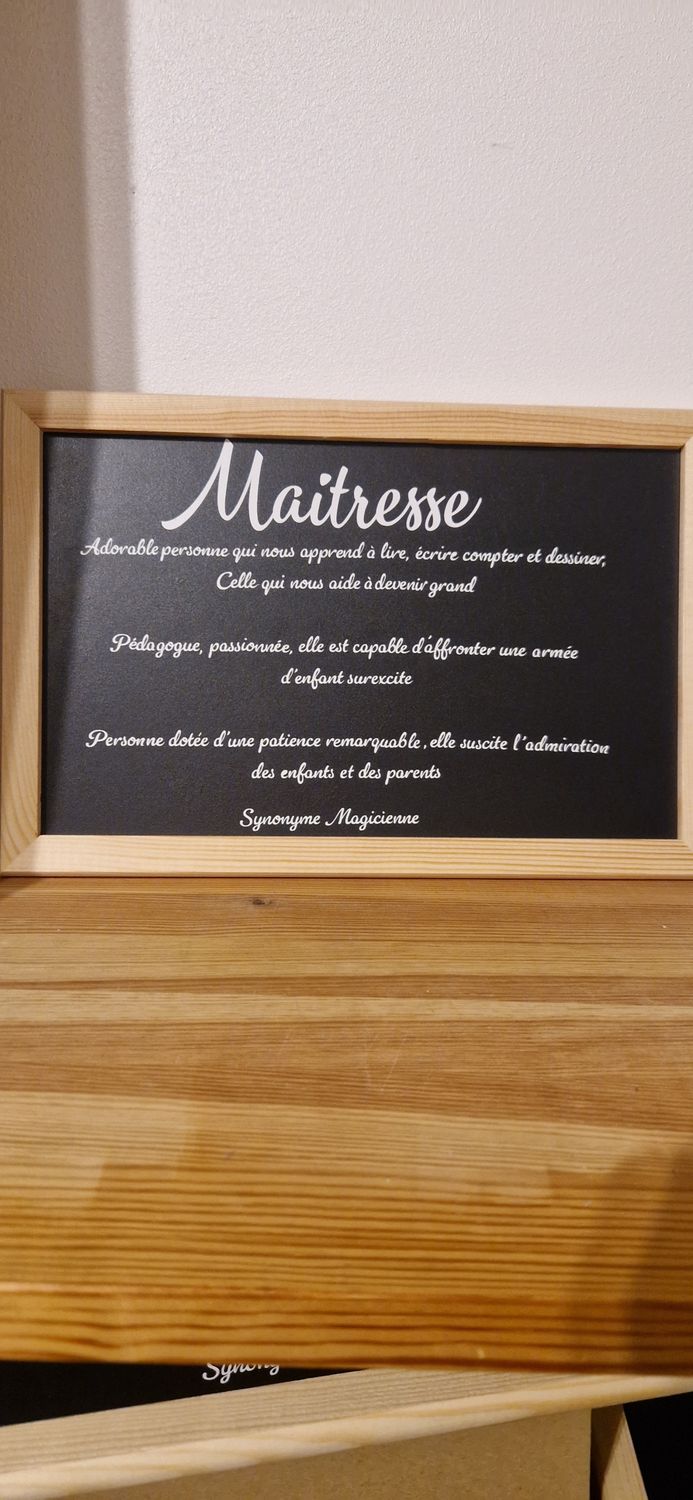 Maitresse
Adorable personne qui nous apprend à lire, écrire compter et dessiner,
Celle qui nous aide à devenir grand
Pédagogue, passionnée, elle est capable d'affronter une armée
d'enfant surexcite
Personne dotée d'une patience remarquable, elle suscite l'admiration
des enfants et des parents
Synonyme Magicienne